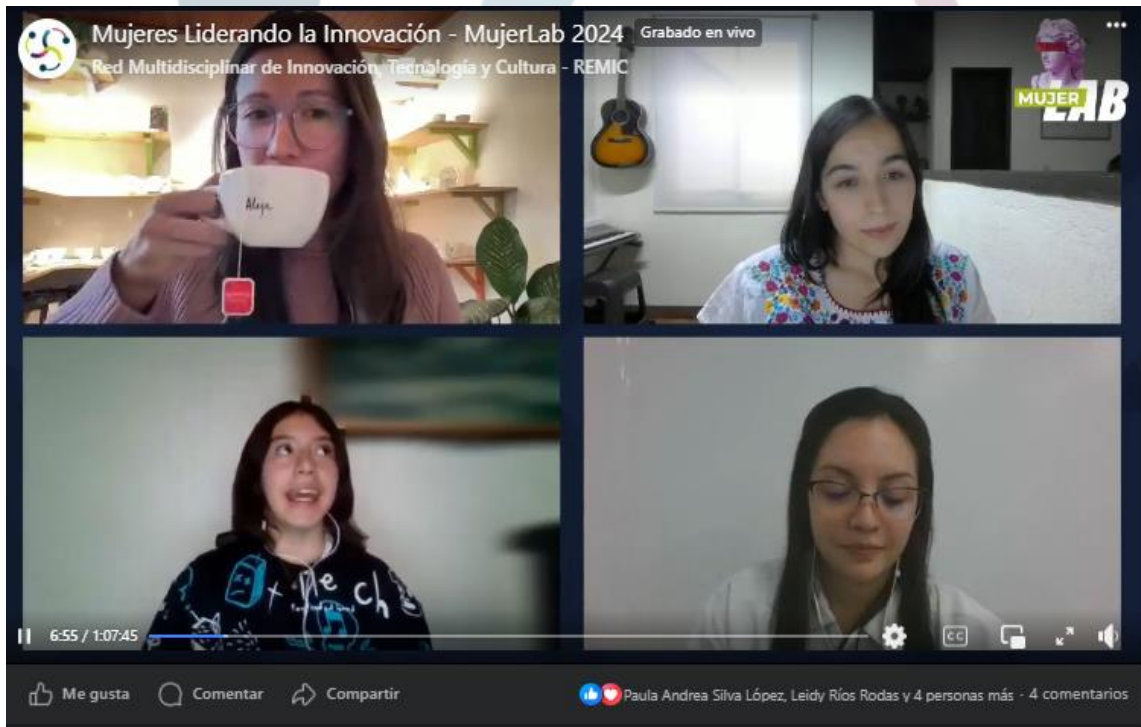 Mujeres Liderando la Innovación - MujerLab 2024 Grabado en vivo
Red Multidisciplinar de Innovación, Tecnología y Cultura - REMIC
MUJER LAB
Aleja
6:55 / 1:07:45
CC
Me gusta Comentar Compartir Paula Andrea Silva López, Leidy Ríos Rodas y 4 personas más · 4 comentarios